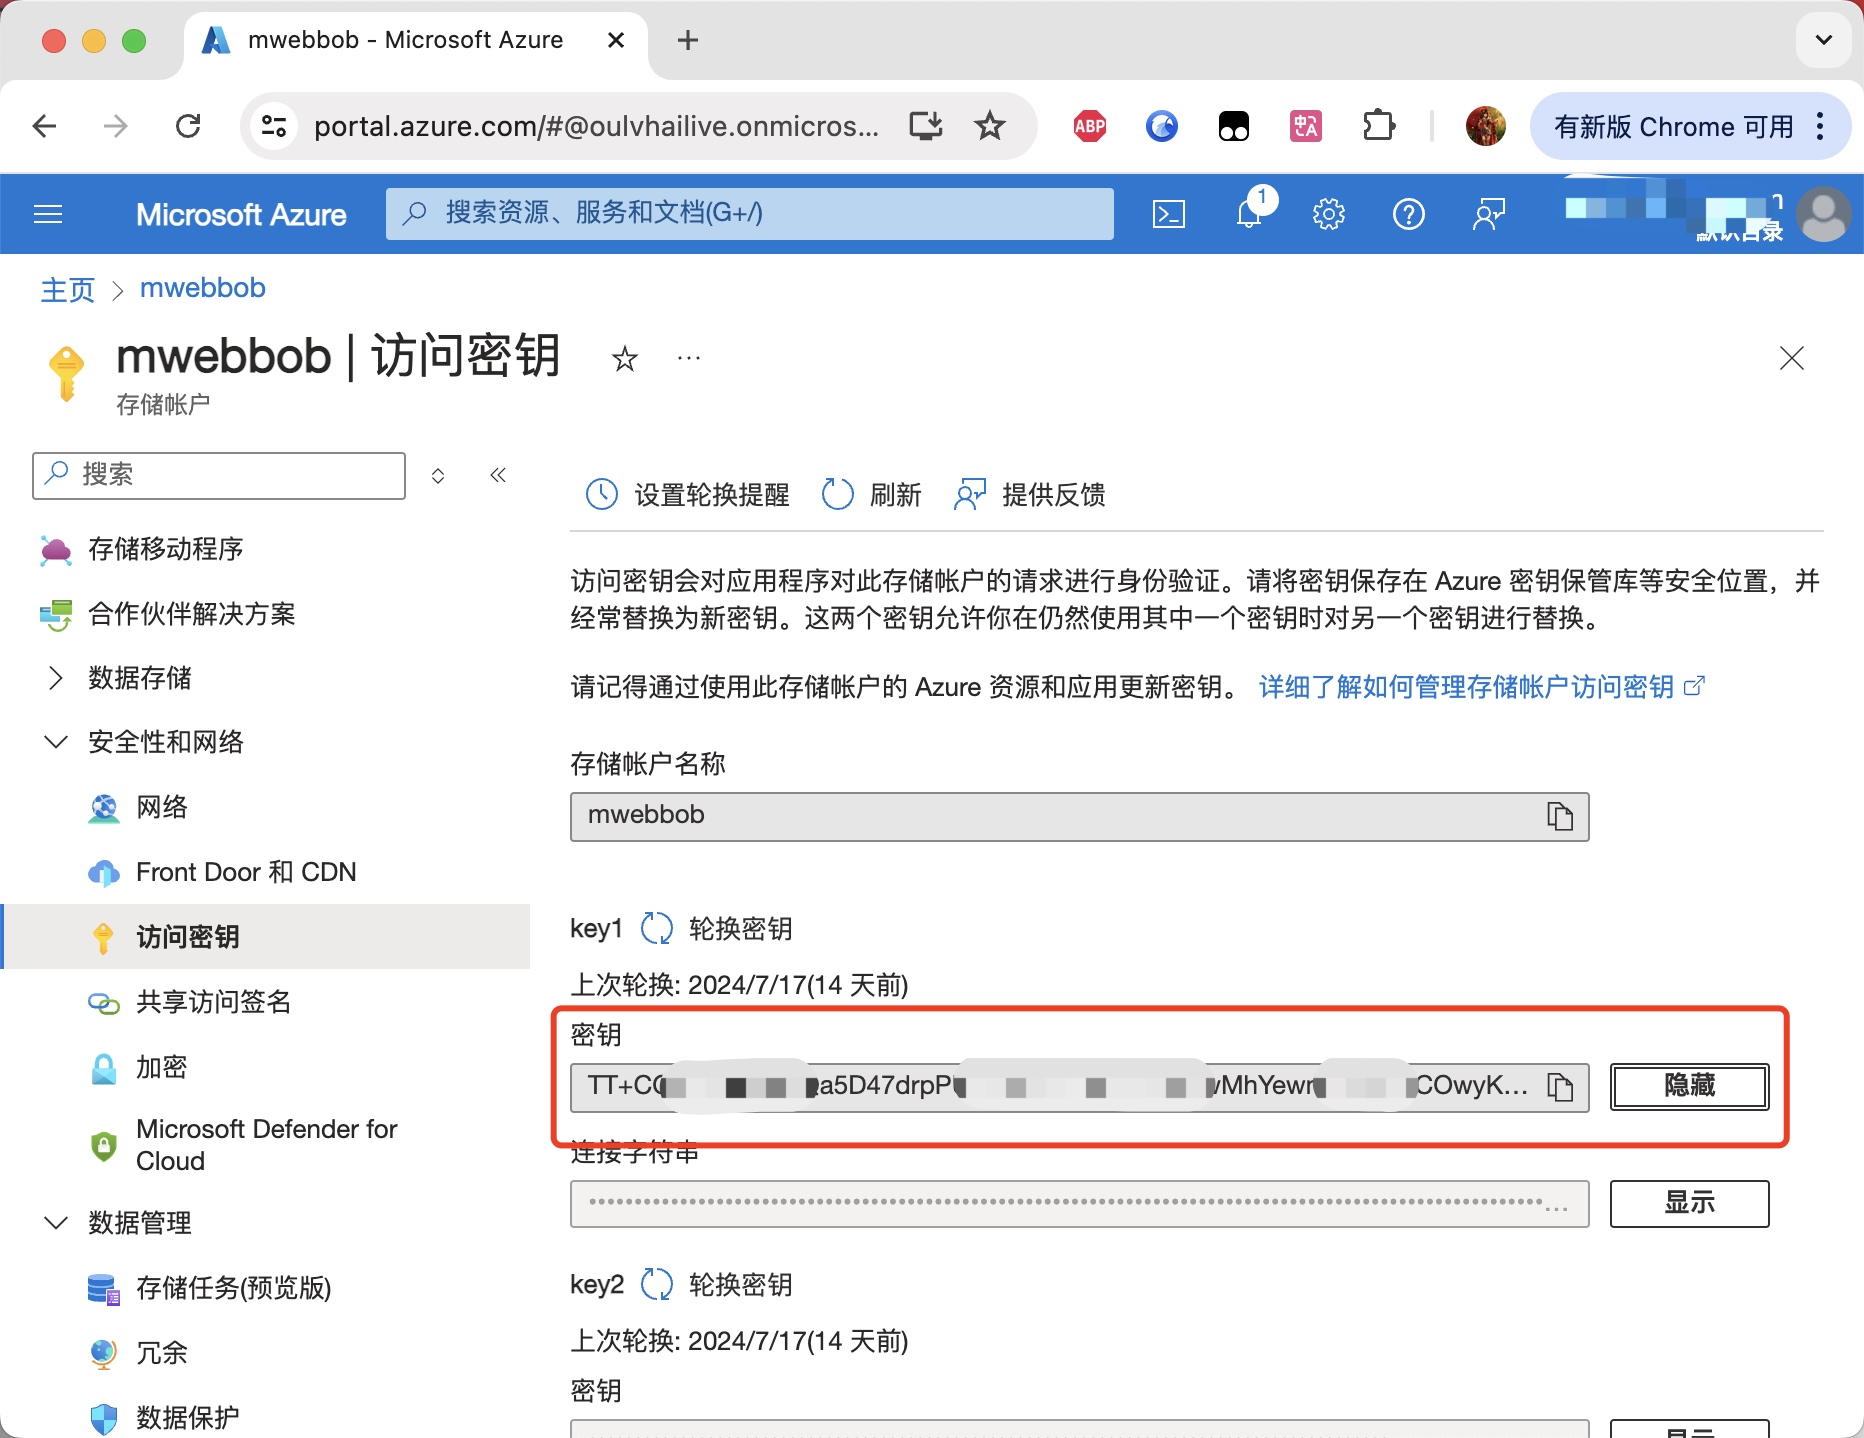 mwebbob - Microsoft Azure
portal.azure.com/#@oulvhailive.onmicros...
ABP
有新版 Chrome 可用
Microsoft Azure
搜索资源、服务和文档(G+/)
1
默认目录
主页 > mwebbob
mwebbob | 访问密钥
存储帐户
搜索
存储移动程序
合作伙伴解决方案
数据存储
安全性和网络
网络
Front Door 和 CDN
访问密钥
共享访问签名
加密
Microsoft Defender for
Cloud
数据管理
存储任务(预览版)
冗余
数据保护
设置轮换提醒
刷新
提供反馈
访问密钥会对应用程序对此存储帐户的请求进行身份验证。请将密钥保存在 Azure 密钥保管库等安全位置，并
经常替换为新密钥。这两个密钥允许你在仍然使用其中一个密钥时对另一个密钥进行替换。
请记得通过使用此存储帐户的 Azure 资源和应用更新密钥。 详细了解如何管理存储帐户访问密钥
存储帐户名称
mwebbob
key1 轮换密钥
上次轮换: 2024/7/17(14 天前)
密钥
隐藏
连接字符串
显示
key2 轮换密钥
上次轮换: 2024/7/17(14 天前)
密钥
显示